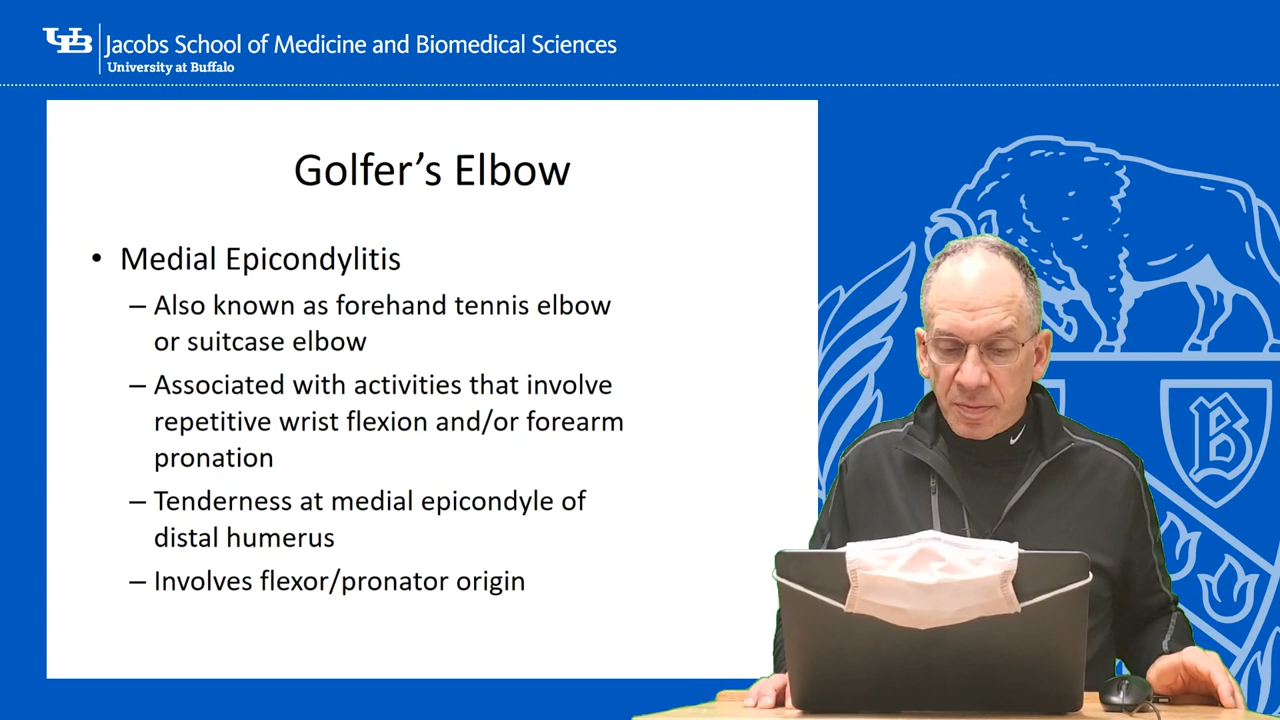 UB
Jacobs School of Medicine and Biomedical Sciences
University at Buffalo
Golfer's Elbow
• Medial Epicondylitis
– Also known as forehand tennis elbow
or suitcase elbow
– Associated with activities that involve
repetitive wrist flexion and/or forearm
pronation
– Tenderness at medial epicondyle of
distal humerus
– Involves flexor/pronator origin
B